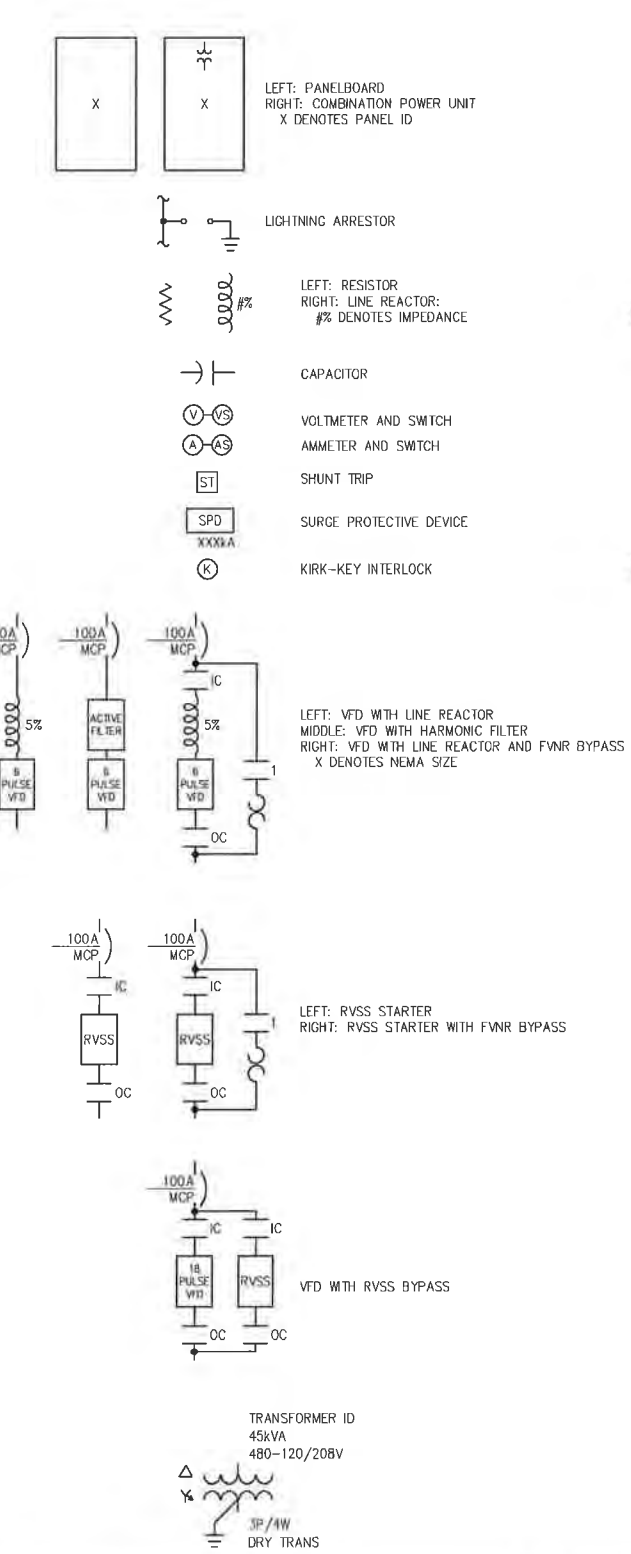 X
X
LEFT: PANELBOARD
RIGHT: COMBINATION POWER UNIT
X DENOTES PANEL ID
LIGHTNING ARRESTOR
#%
LEFT: RESISTOR
RIGHT: LINE REACTOR:
#% DENOTES IMPEDANCE
CAPACITOR
V VS
VOLTMETER AND SWITCH
A AS
AMMETER AND SWITCH
ST
SHUNT TRIP
SPD
XXXkA
SURGE PROTECTIVE DEVICE
K
KIRK-KEY INTERLOCK
0A
MCP
5%
6
PULSE
VFD
100A
MCP
ACTIVE
FILTER
6
PULSE
VFD
100A
MCP
IC
5%
6
PULSE
VFD
OC
1
LEFT: VFD WITH LINE REACTOR
MIDDLE: VFD WITH HARMONIC FILTER
RIGHT: VFD WITH LINE REACTOR AND FVNR BYPASS
X DENOTES NEMA SIZE
100A
MCP
IC
RVSS
OC
100A
MCP
IC
RVSS
OC
1
LEFT: RVSS STARTER
RIGHT: RVSS STARTER WITH FVNR BYPASS
100A
MCP
IC
IC
18
PULSE
VFD
RVSS
OC
OC
VFD WITH RVSS BYPASS
TRANSFORMER ID
45kVA
480-120/208V
3P/4W
DRY TRANS